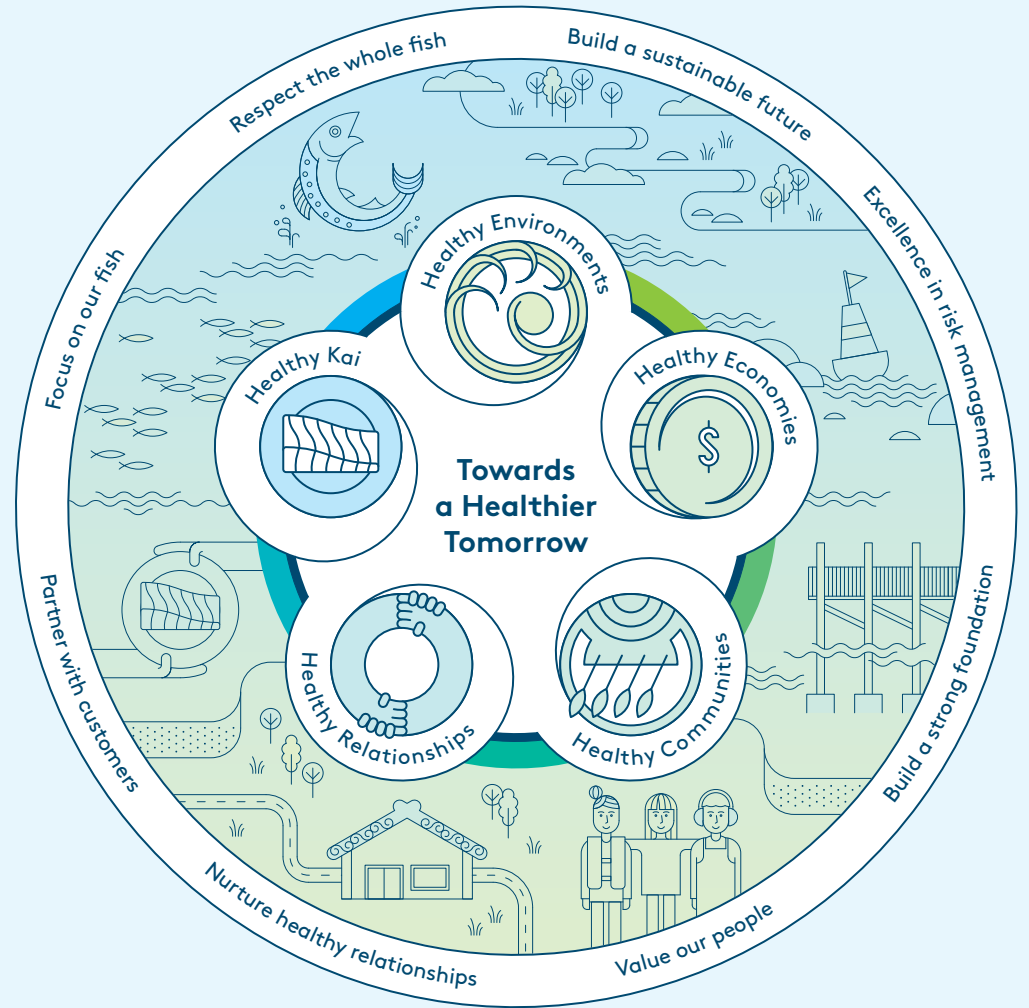 Respect the whole fish
Build a sustainable future
Excellence in risk management
Build a strong foundation
Value our people
Nurture healthy relationships
Partner with customers
Focus on our fish
Healthy Environments
Healthy Economies
Healthy Communities
Healthy Relationships
Healthy Kai
$
Towards
a Healthier
Tomorrow